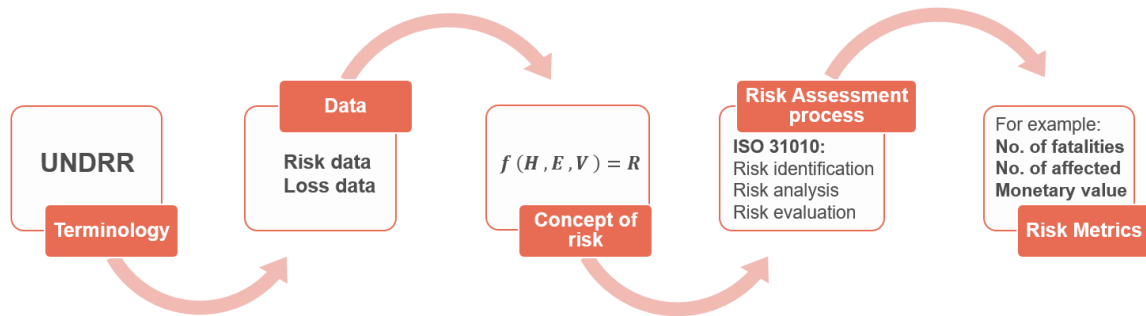 UNDRR
Terminology
Data
Risk data
Loss data
f (H , E , V ) = R
Concept of
risk
Risk Assessment
process
ISO 31010:
Risk identification
Risk analysis
Risk evaluation
For example:
No. of fatalities
No. of affected
Monetary value
Risk Metrics